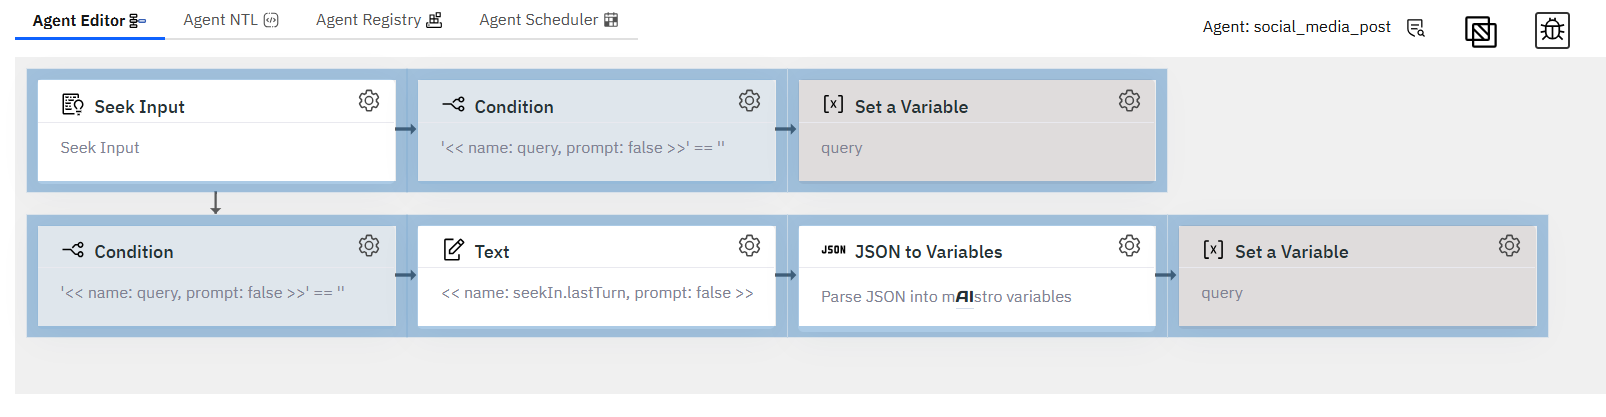 Agent Editor
Agent NTL
Agent Registry
Agent Scheduler
Agent: social_media_post
Seek Input
Seek Input
Condition
'<< name: query, prompt: false >>' == ''
[x] Set a Variable
query
Condition
'<< name: query, prompt: false >>' == ''
Text
<< name: seekIn.lastTurn, prompt: false >>
JSON JSON to Variables
Parse JSON into mAIstro variables
[x] Set a Variable
query